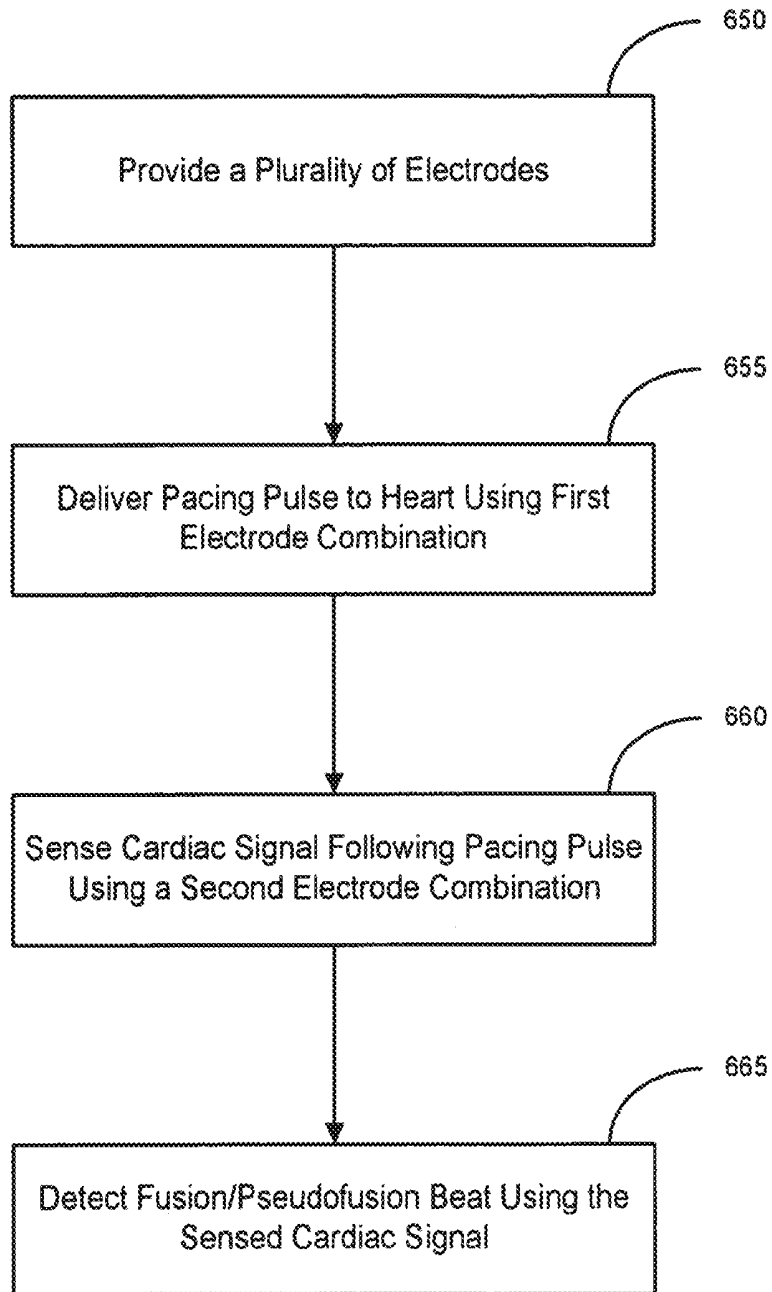 650
Provide a Plurality of Electrodes
655
Deliver Pacing Pulse to Heart Using First
Electrode Combination
660
Sense Cardiac Signal Following Pacing Pulse
Using a Second Electrode Combination
665
Detect Fusion/Pseudofusion Beat Using the
Sensed Cardiac Signal